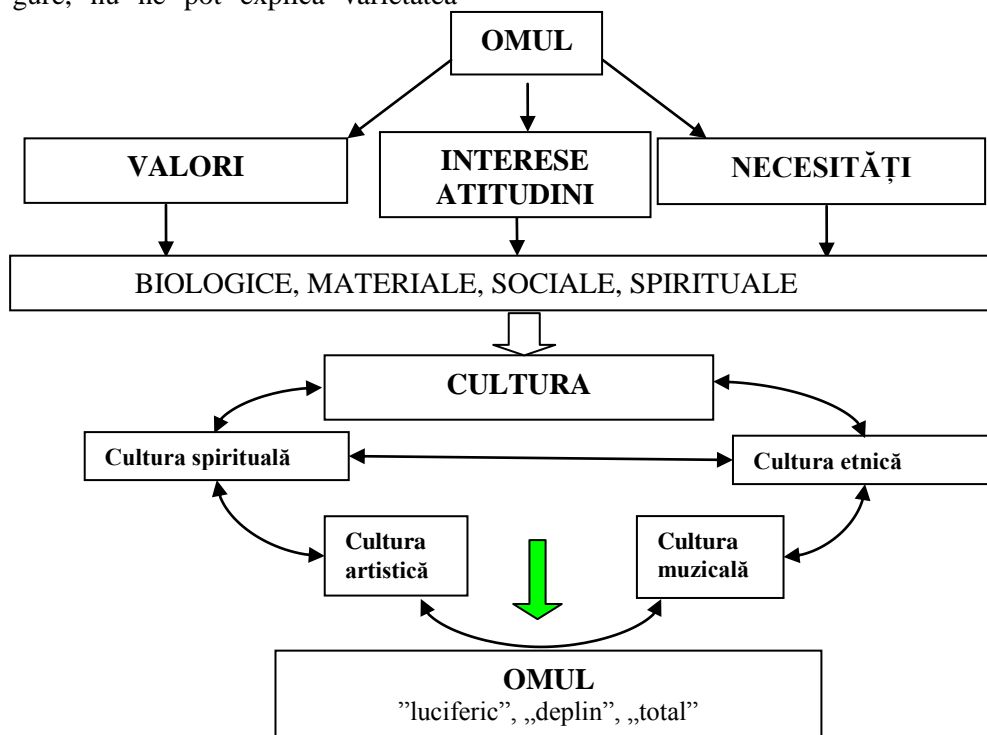 gure, nu ne pot explica varietatea
OMUL
VALORI
INTERESE
ATITUDINI
NECESITĂȚI
BIOLOGICE, MATERIALE, SOCIALE, SPIRITUALE
CULTURA
Cultura spirituală
Cultura etnică
Cultura
artistică
Cultura
muzicală
OMUL
”luciferic”, „deplin”, „total”